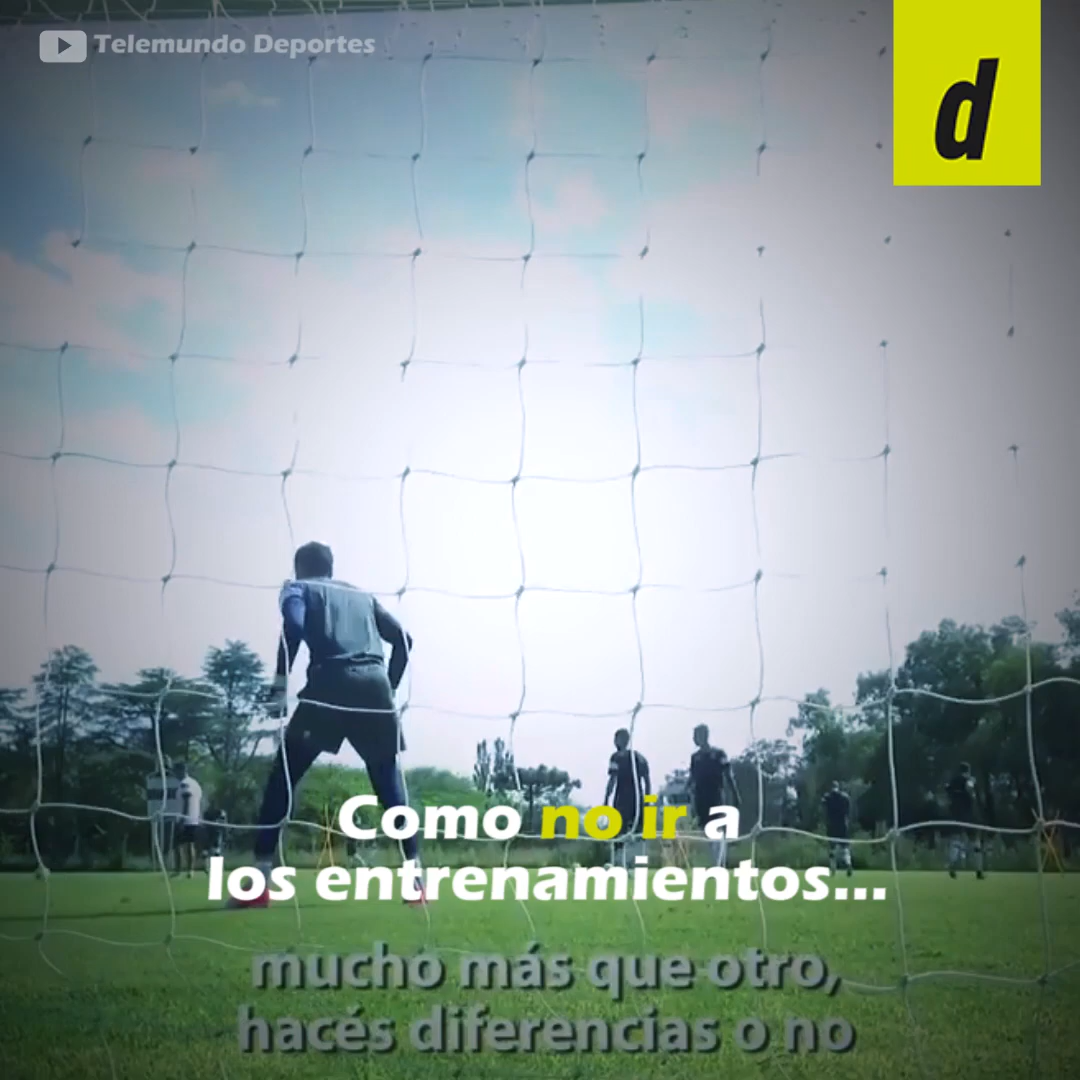 Telemundo Deportes
d
Como no ir a
los entrenamientos...
mucho más que otro,
hacés diferencias o no